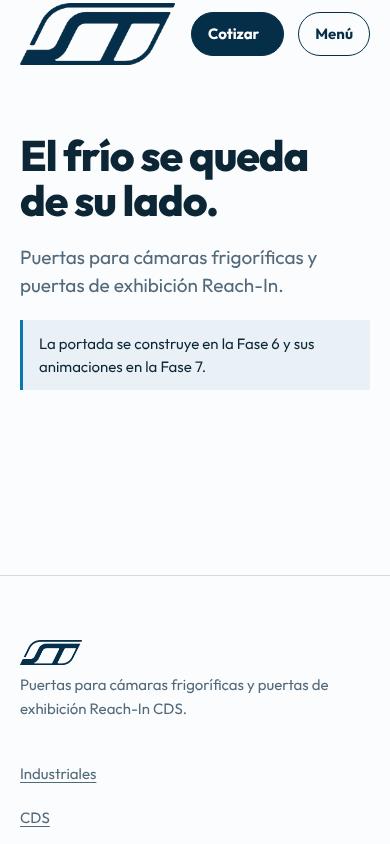 Cotizar
Menú
El frío se queda
de su lado.
Puertas para cámaras frigoríficas y
puertas de exhibición Reach-In.
La portada se construye en la Fase 6 y sus
animaciones en la Fase 7.
Puertas para cámaras frigoríficas y puertas de
exhibición Reach-In CDS.
Industriales
CDS